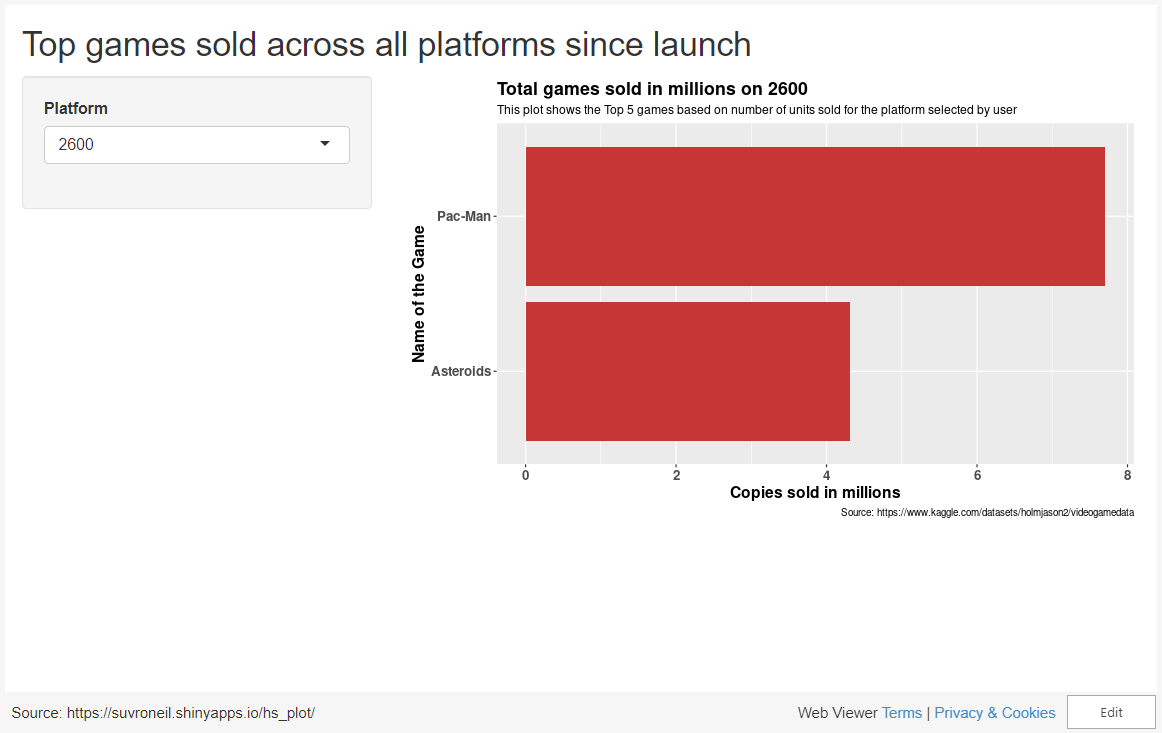 Top games sold across all platforms since launch
Platform
2600
Total games sold in millions on 2600
This plot shows the Top 5 games based on number of units sold for the platform selected by user
Name of the Game
Pac-Man
Asteroids
0 2 4 6 8
Copies sold in millions
Source: https://www.kaggle.com/datasets/holmjason2/videogamedata
Source: https://suvroneil.shinyapps.io/hs_plot/
Web Viewer Terms | Privacy & Cookies
Edit